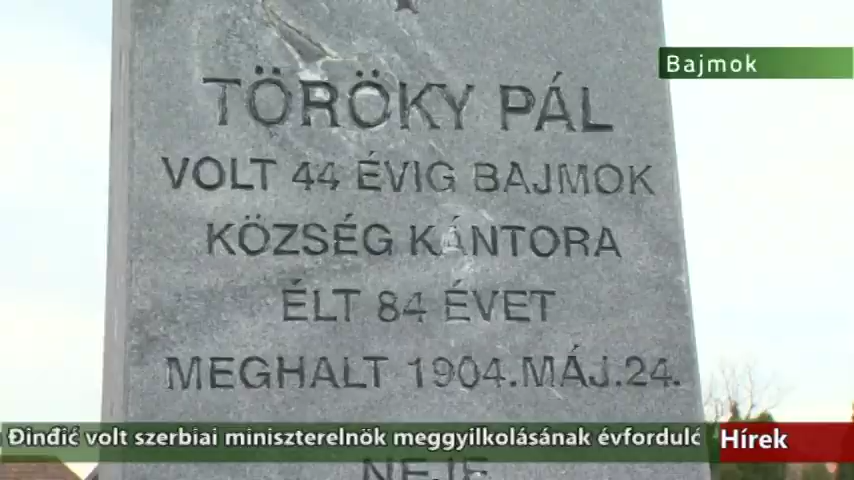 Bajmok
TÖRÖKY PÁL
VOLT 44 ÉVIG BAJMOK
KÖZSÉG KÁNTORA
ÉLT 84 ÉVET
MEGHALT 1904.MÁJ.24.
Đinđić volt szerbiai miniszterelnök meggyilkolásának
Hírek
NEJE